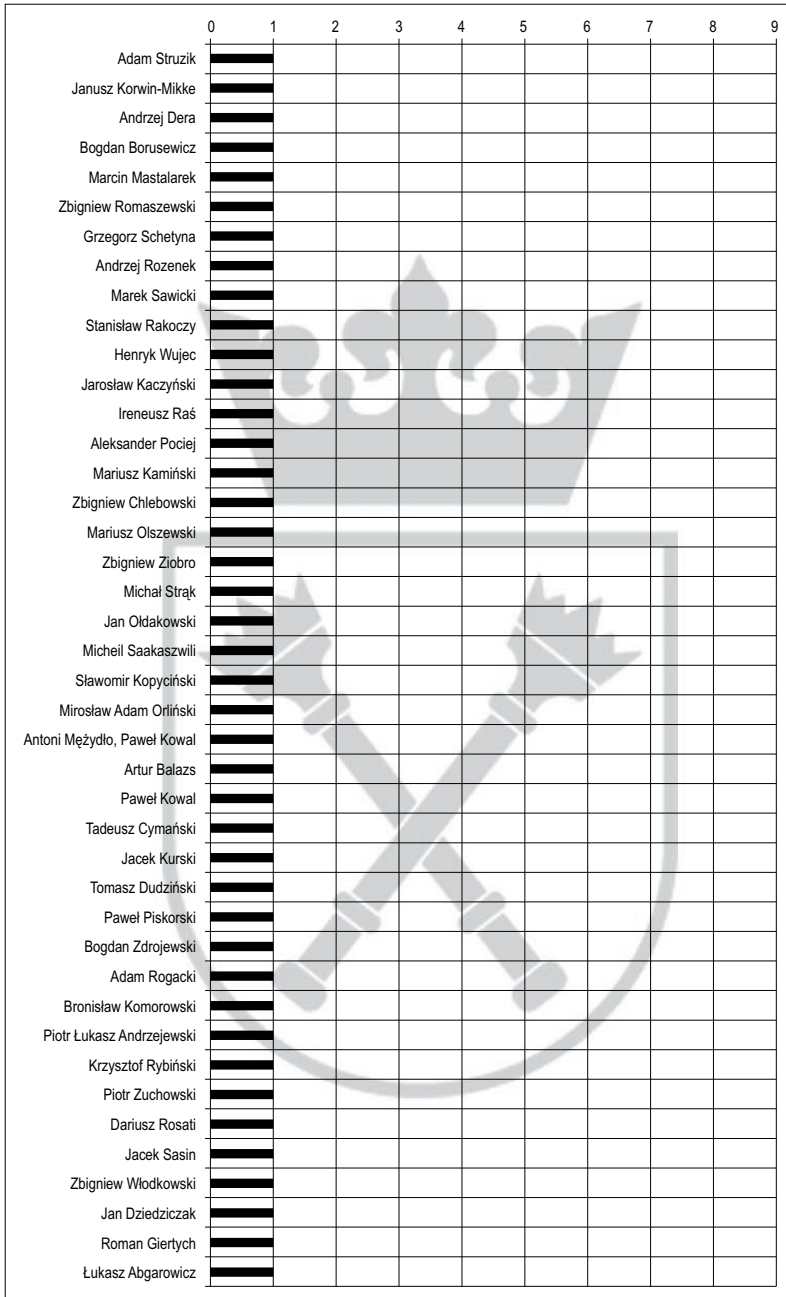 0 1 2 3 4 5 6 7 8 9
Adam Struzik
Janusz Korwin-Mikke
Andrzej Dera
Bogdan Borusewicz
Marcin Mastalarek
Zbigniew Romaszewski
Grzegorz Schetyna
Andrzej Rozenek
Marek Sawicki
Stanisław Rakoczy
Henryk Wujec
Jarosław Kaczyński
Ireneusz Raś
Aleksander Pociej
Mariusz Kamiński
Zbigniew Chlebowski
Mariusz Olszewski
Zbigniew Ziobro
Michał Strąk
Jan Ołdakowski
Micheil Saakaszwili
Sławomir Kopyciński
Mirosław Adam Orliński
Antoni Mężydło, Paweł Kowal
Artur Balazs
Paweł Kowal
Tadeusz Cymański
Jacek Kurski
Tomasz Dudziński
Paweł Piskorski
Bogdan Zdrojewski
Adam Rogacki
Bronisław Komorowski
Piotr Łukasz Andrzejewski
Krzysztof Rybiński
Piotr Zuchowski
Dariusz Rosati
Jacek Sasin
Zbigniew Włodkowski
Jan Dziedziczak
Roman Giertych
Łukasz Abgarowicz